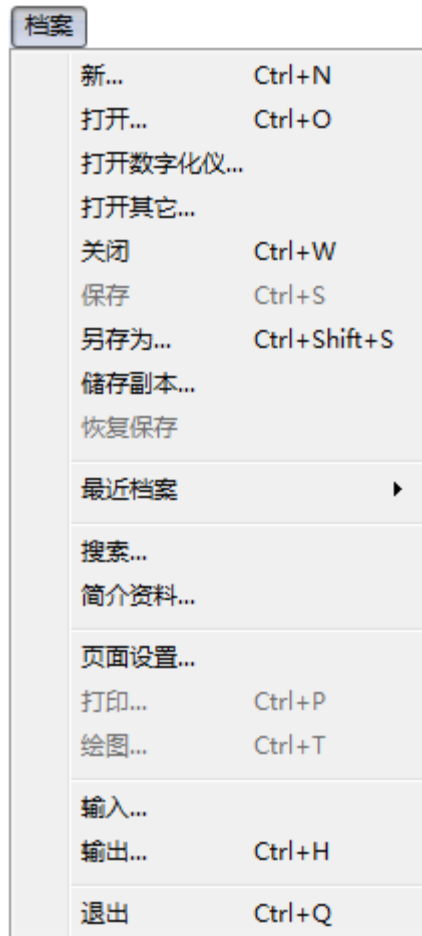 档案
新... Ctrl+N
打开... Ctrl+O
打开数字化仪...
打开其它...
关闭 Ctrl+W
保存 Ctrl+S
另存为... Ctrl+Shift+S
储存副本...
恢复保存
最近档案
搜索...
简介资料...
页面设置...
打印... Ctrl+P
绘图... Ctrl+T
输入...
输出... Ctrl+H
退出 Ctrl+Q